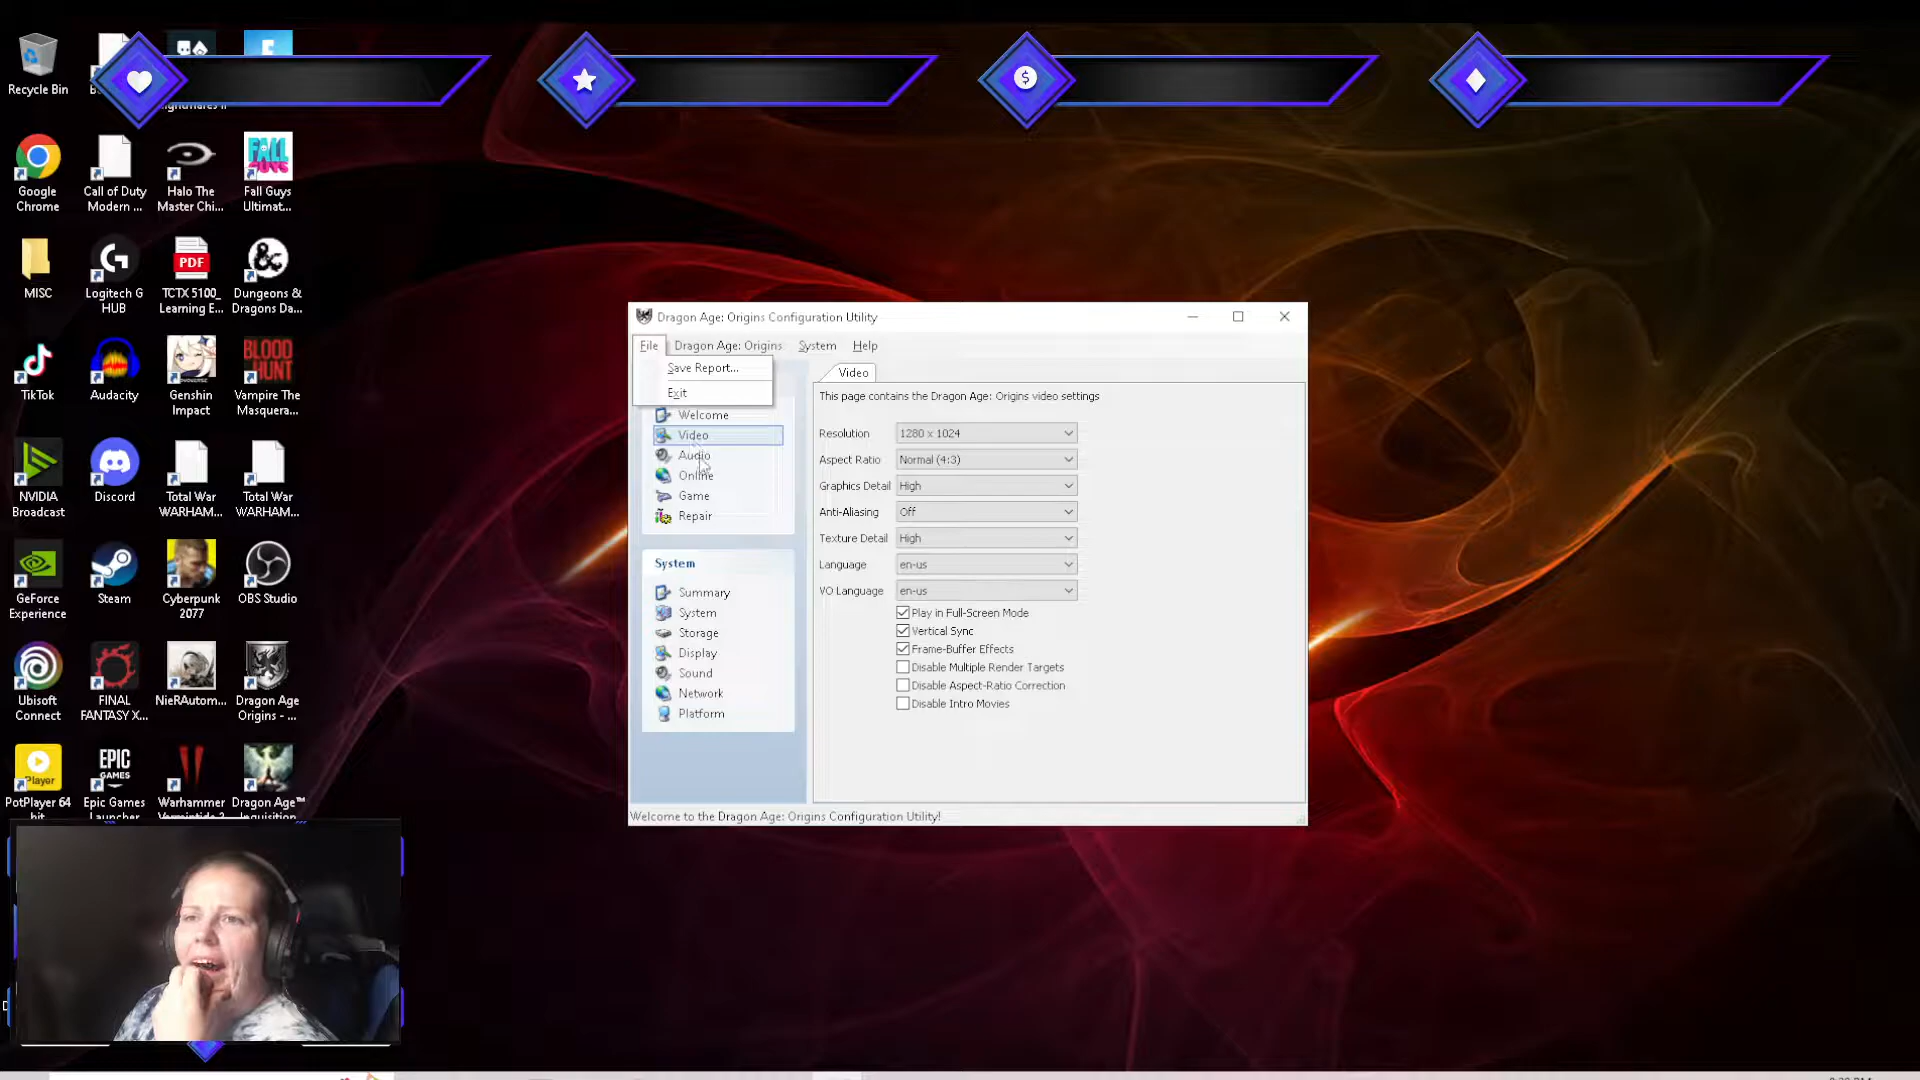 Recycle Bin
Google Chrome
Call of Duty Modern ...
Halo The Master Chi...
Fall Guys Ultimat...
FALL GUYS
MISC
Logitech G HUB
PDF
TCTX 5100_ Learning E...
Dungeons & Dragons Da...
TikTok
Audacity
Genshin Impact
BLOOD HUNT
Vampire The Masquera...
NVIDIA Broadcast
Discord
Total War WARHAM...
Total War WARHAM...
GeForce Experience
Steam
Cyberpunk 2077
OBS Studio
Ubisoft Connect
FINAL FANTASY X...
NieRAutom...
Dragon Age Origins - ...
Player
PotPlayer 64 bit
EPIC GAMES
Epic Games Launcher
Warhammer Vermintide 2
Dragon Age™ Inquisition
Dragon Age: Origins Configuration Utility
File
Dragon Age: Origins
System
Help
Save Report...
Exit
Welcome
Video
Audio
Online
Game
Repair
System
Summary
System
Storage
Display
Sound
Network
Platform
Video
This page contains the Dragon Age: Origins video settings
Resolution 1280 x 1024
Aspect Ratio Normal (4:3)
Graphics Detail High
Anti-Aliasing Off
Texture Detail High
Language en-us
VO Language en-us
Play in Full-Screen Mode
Vertical Sync
Frame-Buffer Effects
Disable Multiple Render Targets
Disable Aspect-Ratio Correction
Disable Intro Movies
Welcome to the Dragon Age: Origins Configuration Utility!